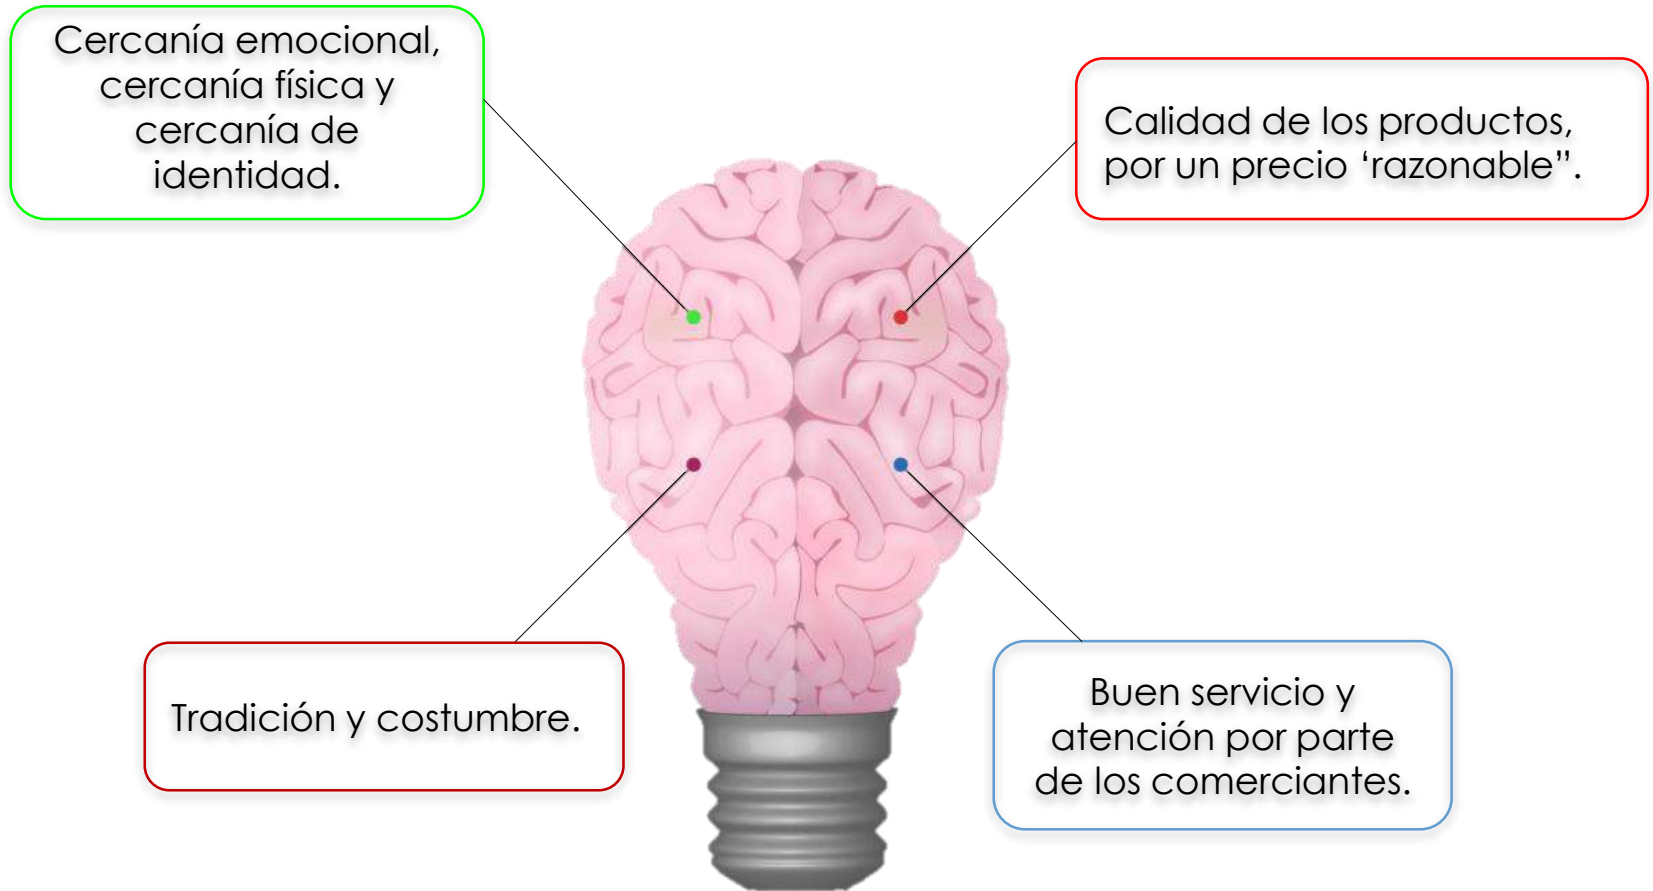 Cercanía emocional,
cercanía física y
cercanía de
identidad.
Calidad de los productos,
por un precio ‘razonable”.
Tradición y costumbre.
Buen servicio y
atención por parte
de los comerciantes.